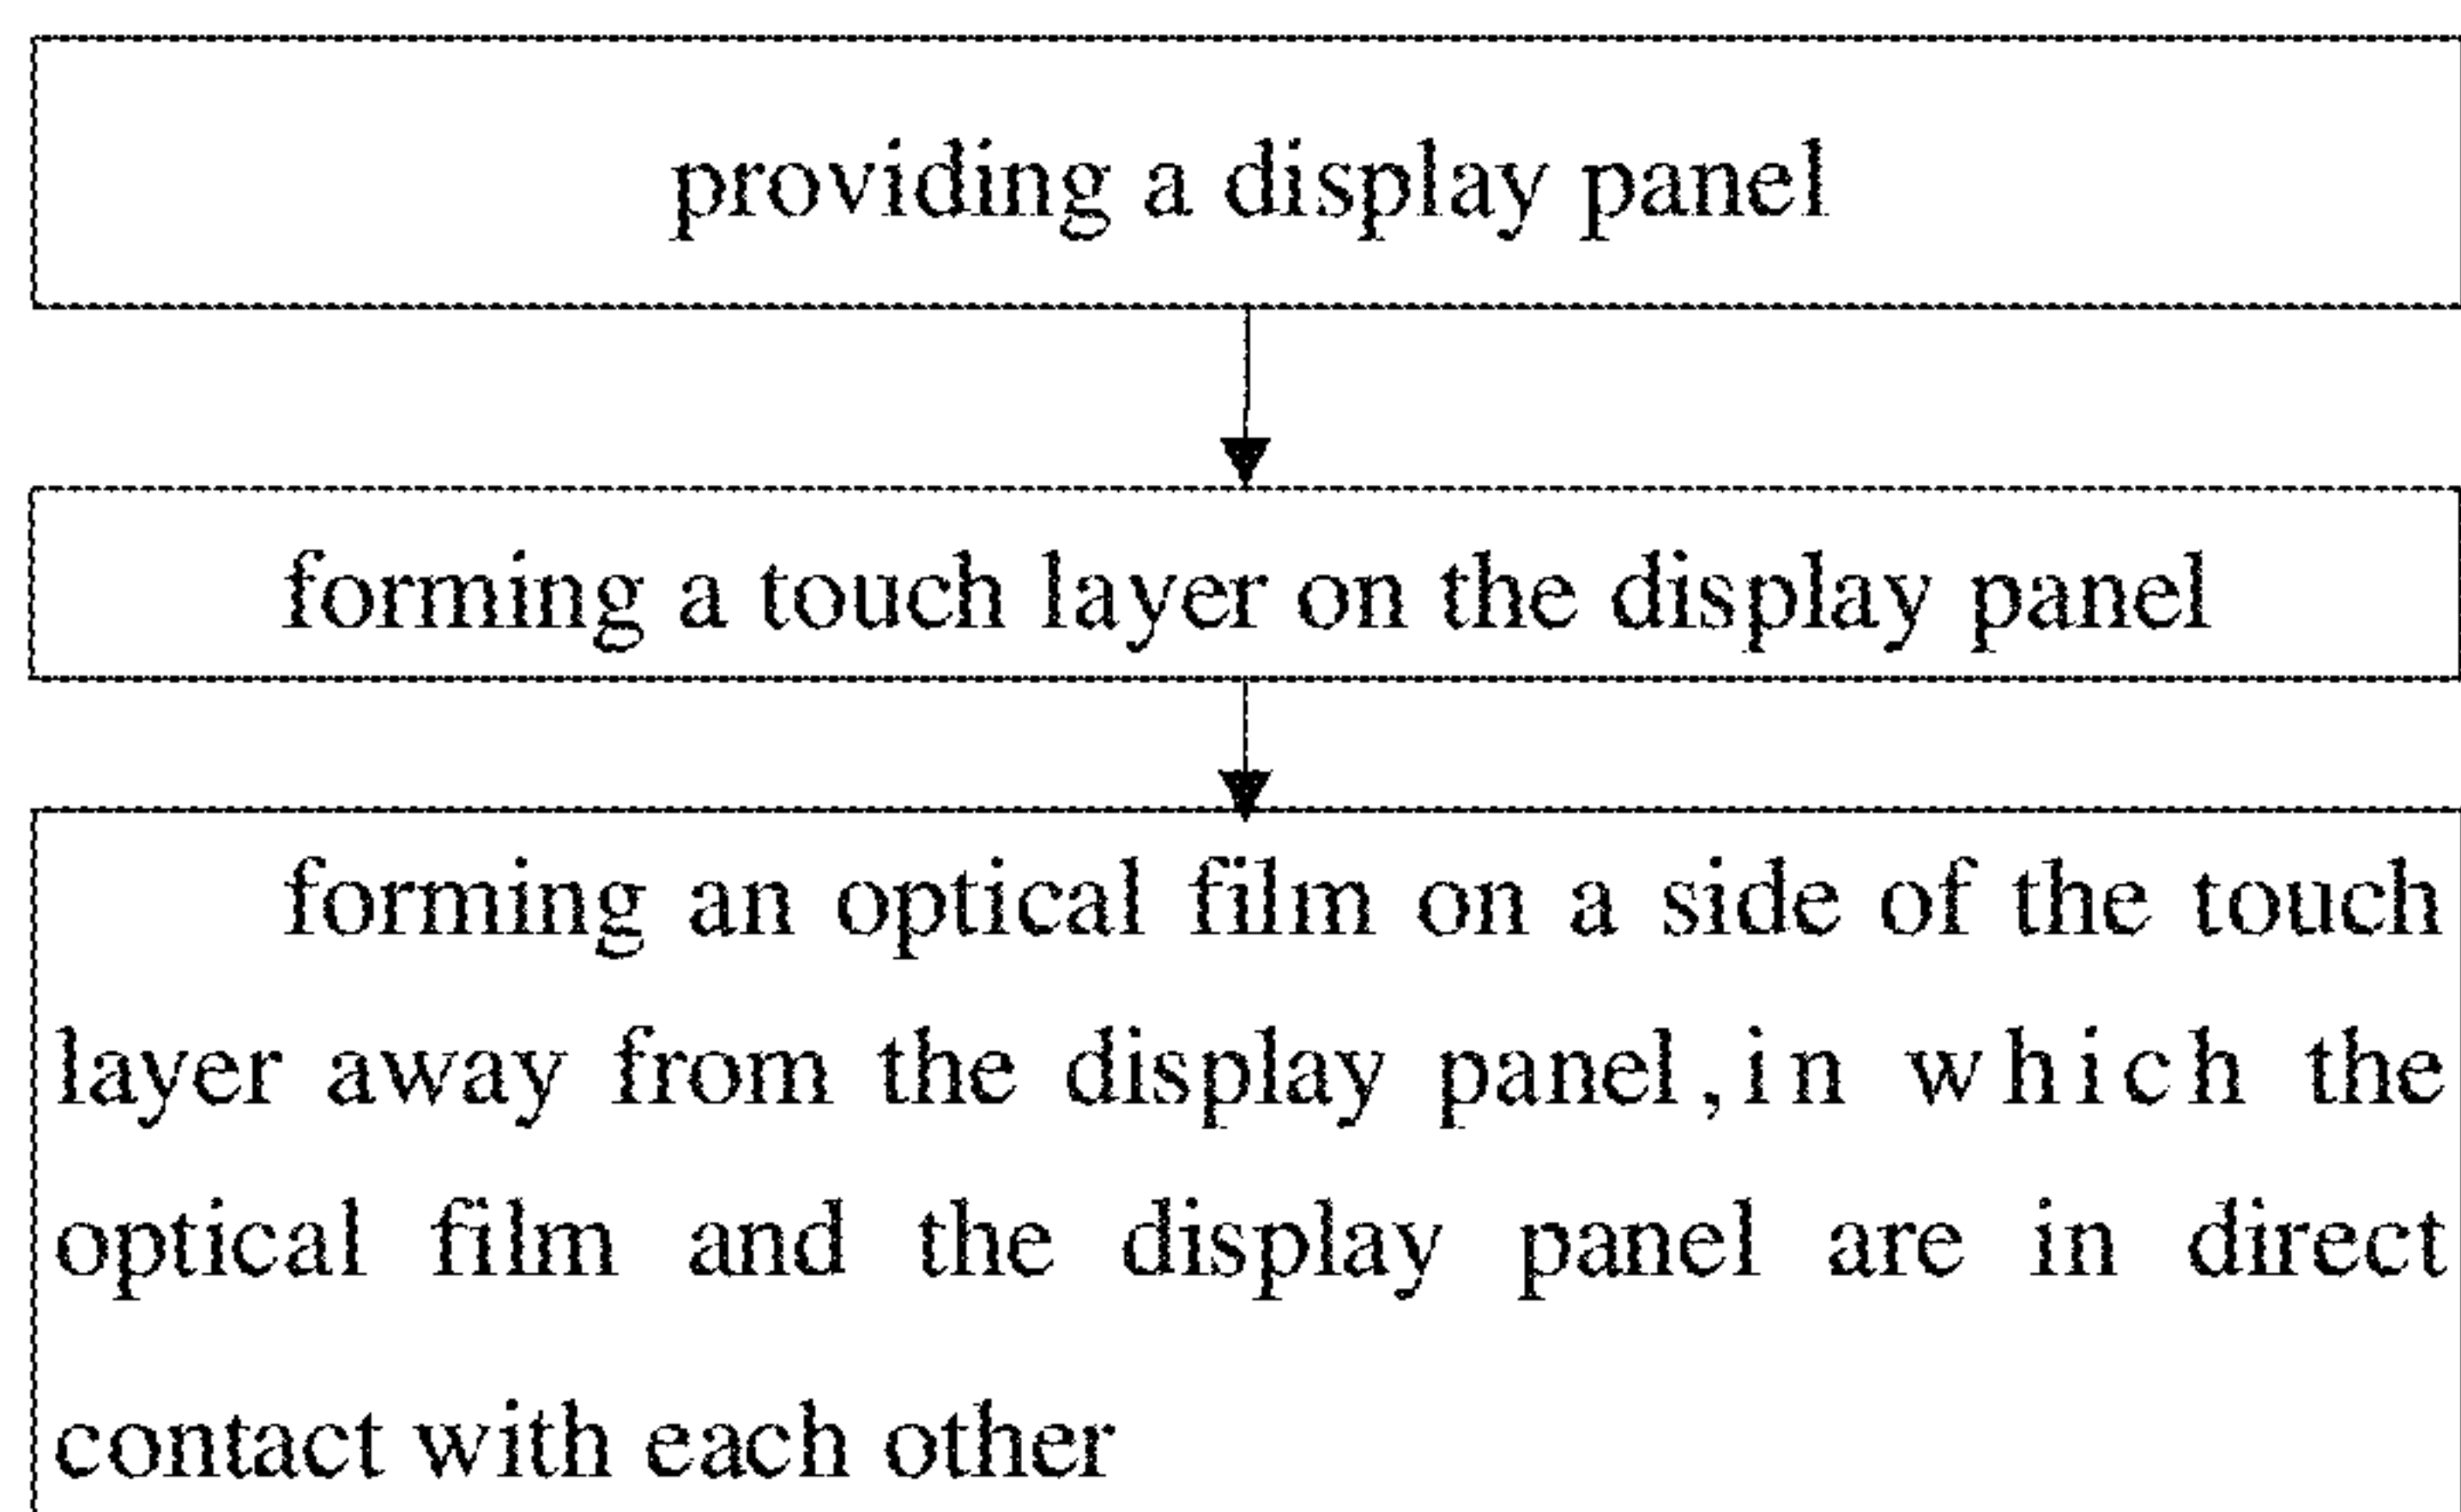 providing a display panel
forming a touch layer on the display panel
forming an optical film on a side of the touch
layer away from the display panel,in which the
optical film and the display panel are in direct
contact with each other